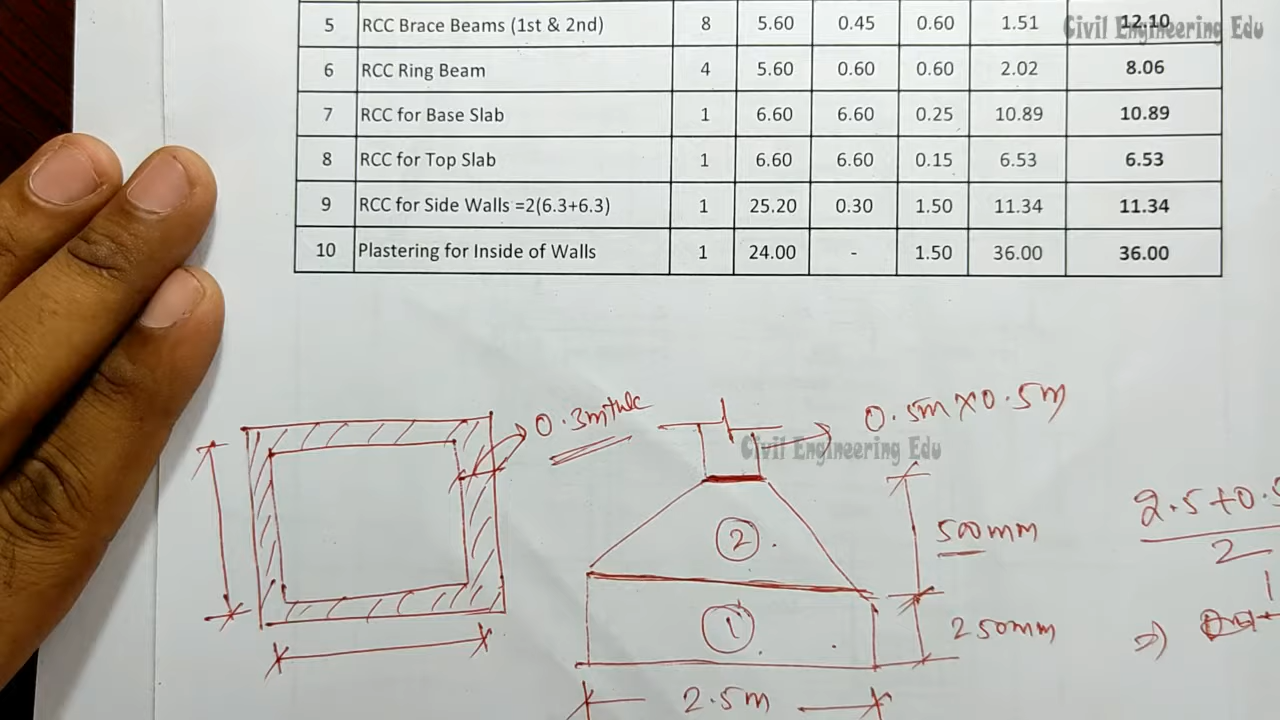 5 RCC Brace Beams (1st & 2nd) 8 5.60 0.45 0.60 1.51 12.10
Civil Engineering Edu
6 RCC Ring Beam 4 5.60 0.60 0.60 2.02 8.06
7 RCC for Base Slab 1 6.60 6.60 0.25 10.89 10.89
8 RCC for Top Slab 1 6.60 6.60 0.15 6.53 6.53
9 RCC for Side Walls =2(6.3+6.3) 1 25.20 0.30 1.50 11.34 11.34
10 Plastering for Inside of Walls 1 24.00 - 1.50 36.00 36.00
0.3m thk
0.5m X 0.5m
Civil Engineering Edu
500mm
2.5+0.5
2
2
1
250mm
2.5m